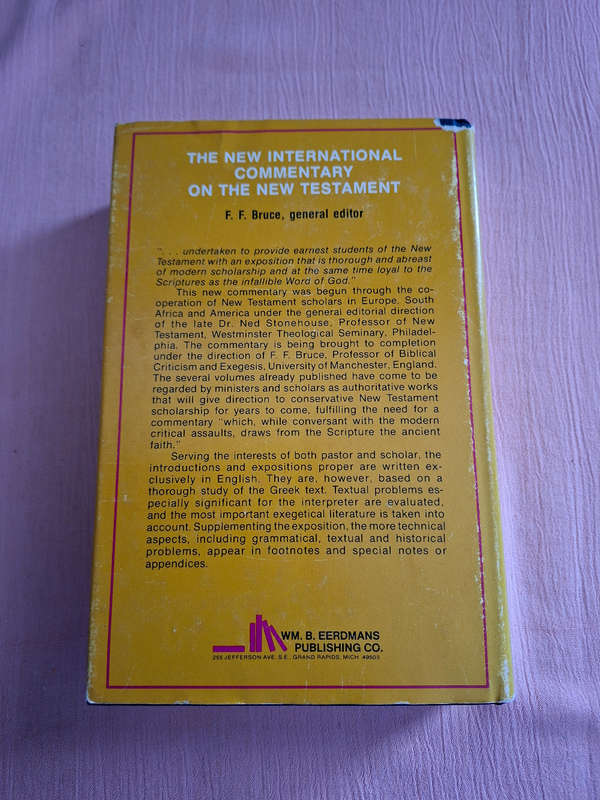 THE NEW INTERNATIONAL
COMMENTARY
ON THE NEW TESTAMENT
F. F. Bruce, general editor
". . . undertaken to provide earnest students of the New
Testament with an exposition that is thorough and abreast
of modern scholarship and at the same time loyal to the
Scriptures as the infallible Word of God."
This new commentary was begun through the co-
operation of New Testament scholars in Europe, South
Africa and America under the general editorial direction
of the late Dr. Ned Stonehouse, Professor of New
Testament, Westminster Theological Seminary, Philadel-
phia. The commentary is being brought to completion
under the direction of F. F. Bruce, Professor of Biblical
Criticism and Exegesis, University of Manchester, England.
The several volumes already published have come to be
regarded by ministers and scholars as authoritative works
that will give direction to conservative New Testament
scholarship for years to come, fulfilling the need for a
commentary "which, while conversant with the modern
critical assaults, draws from the Scripture the ancient
faith."
Serving the interests of both pastor and scholar, the
introductions and expositions proper are written ex-
clusively in English. They are, however, based on a
thorough study of the Greek text. Textual problems es-
pecially significant for the interpreter are evaluated,
and the most important exegetical literature is taken into
account. Supplementing the exposition, the more technical
aspects, including grammatical, textual and historical
problems, appear in footnotes and special notes or
appendices.
WM. B. EERDMANS
PUBLISHING CO.
255 JEFFERSON AVE. S.E., GRAND RAPIDS, MICH. 49503